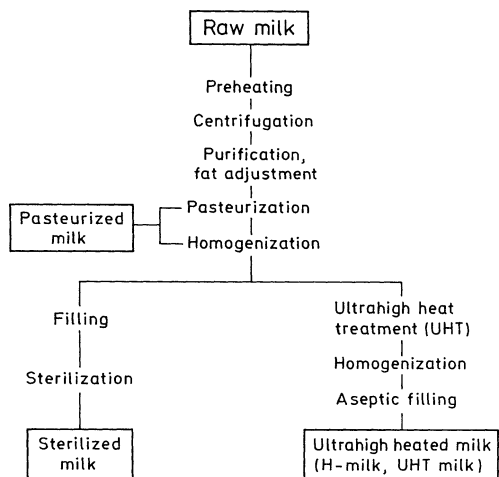 Raw milk
Preheating
Centrifugation
Purification,
fat adjustment
Pasteurization
Pasteurized
milk
Homogenization
Filling
Sterilization
Sterilized
milk
Ultrahigh heat
treatment (UHT)
Homogenization
Aseptic filling
Ultrahigh heated milk
(H-milk, UHT milk)